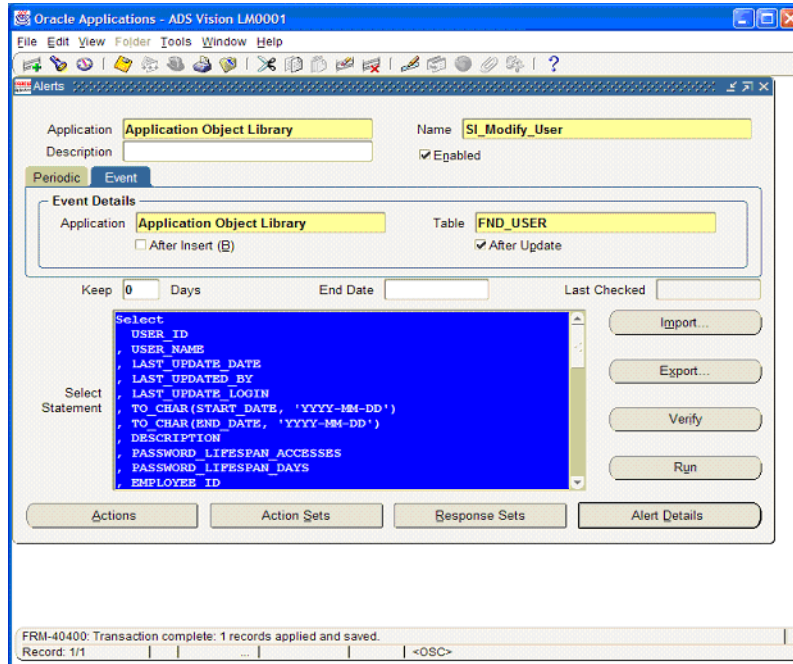 Oracle Applications - ADS Vision LM0001
File Edit View Folder Tools Window Help
Alerts
Application Application Object Library Name SI_Modify_User
Description Enabled
Periodic Event
Event Details
Application Application Object Library Table FND_USER
After Insert (B) After Update
Keep 0 Days End Date Last Checked
Select Statement
Select
USER_ID
, USER_NAME
, LAST_UPDATE_DATE
, LAST_UPDATED_BY
, LAST_UPDATE_LOGIN
, TO_CHAR(START_DATE, 'YYYY-MM-DD')
, TO_CHAR(END_DATE, 'YYYY-MM-DD')
, DESCRIPTION
, PASSWORD_LIFESPAN_ACCESSES
, PASSWORD_LIFESPAN_DAYS
, EMPLOYEE_ID
Import...
Export...
Verify
Run
Actions Action Sets Response Sets Alert Details
FRM-40400: Transaction complete: 1 records applied and saved.
Record: 1/1 ... <OSC>